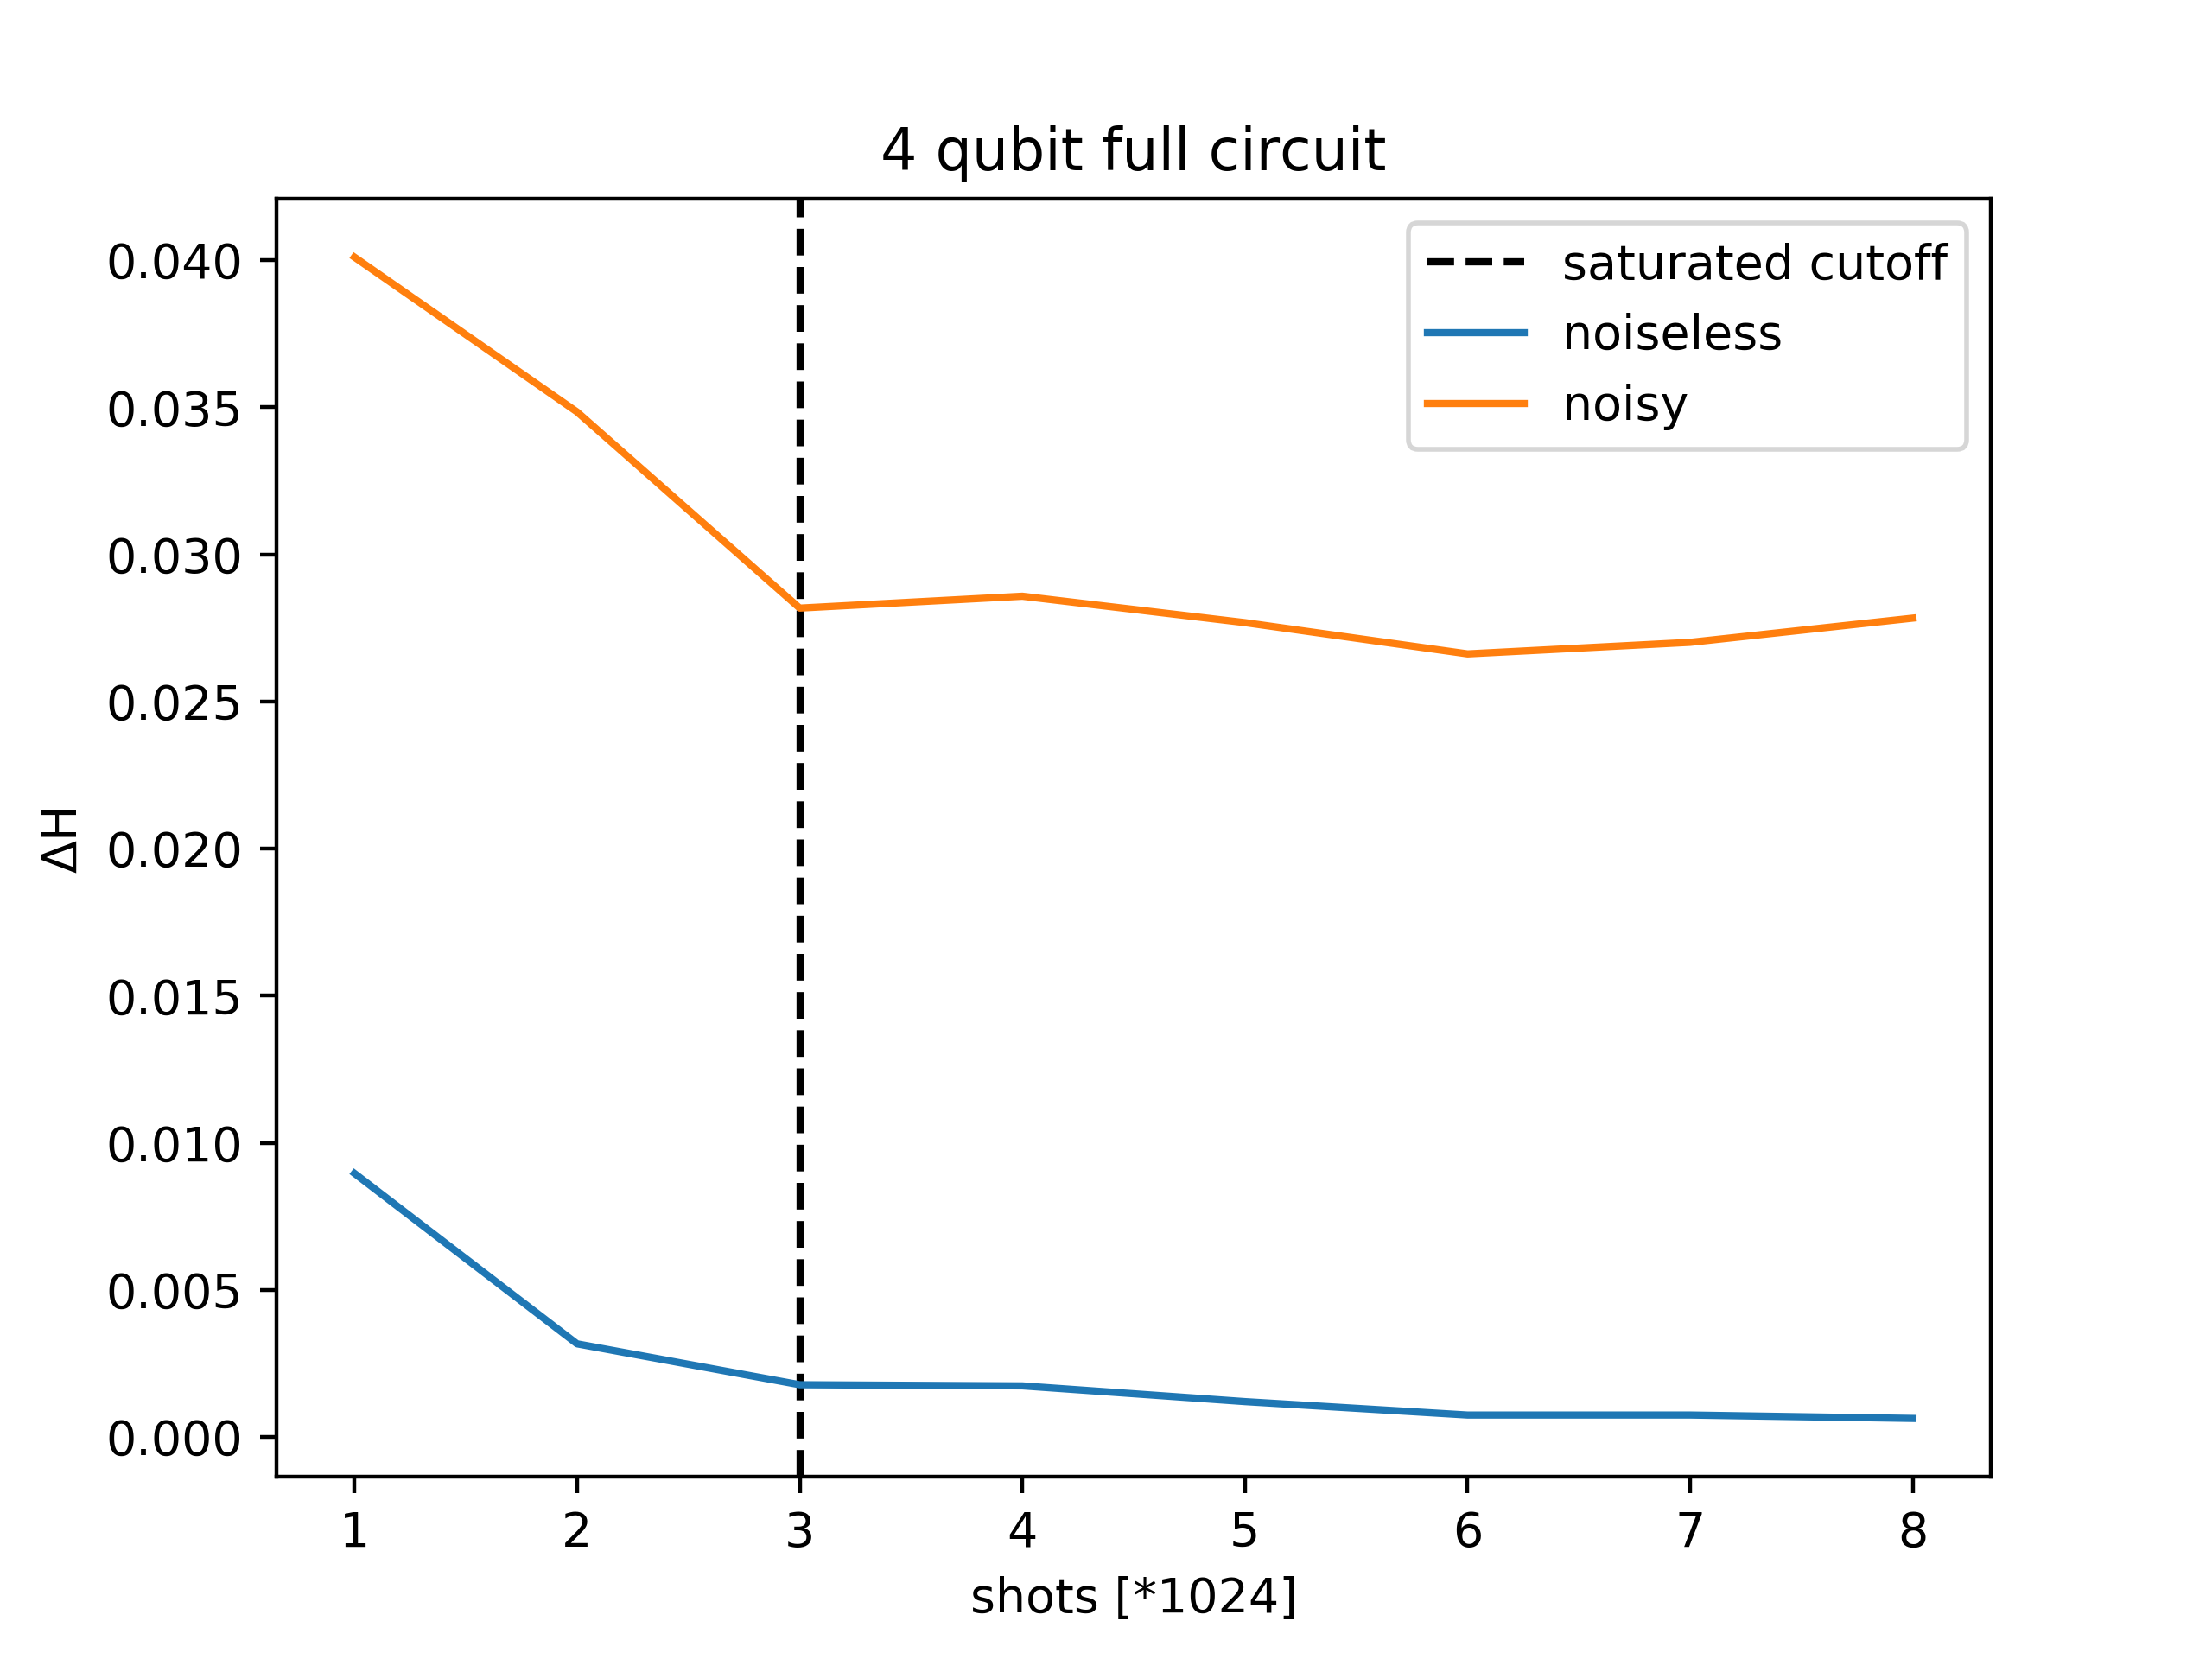 4 qubit full circuit
saturated cutoff
noiseless
noisy
0.040
0.035
0.030
0.025
0.020
0.015
0.010
0.005
0.000
ΔH
1 2 3 4 5 6 7 8
shots [*1024]